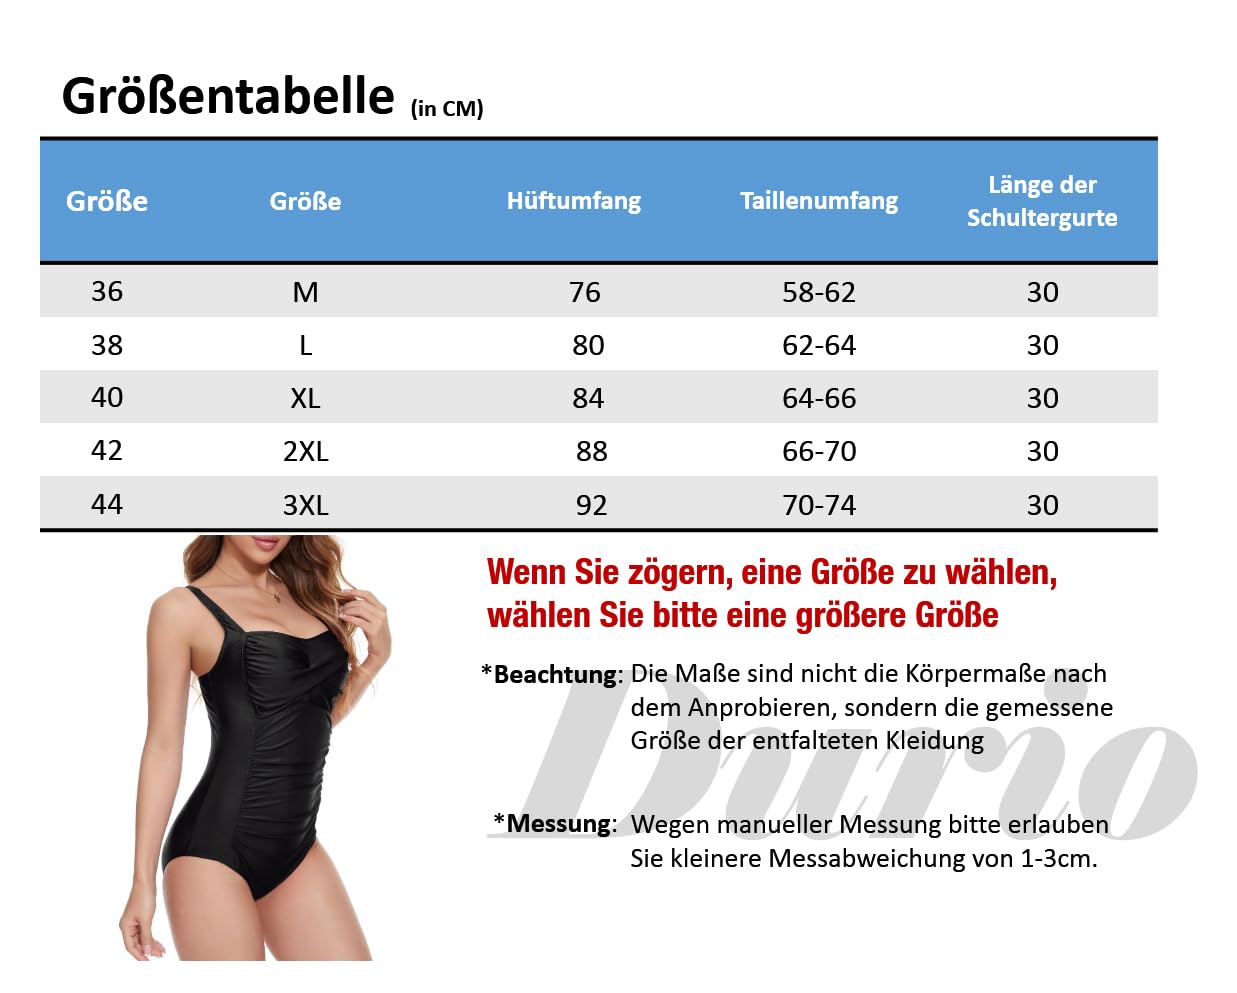 Größentabelle (in CM)
Größe Größe Hüftumfang Taillenumfang Länge der Schultergurte
36 M 76 58-62 30
38 L 80 62-64 30
40 XL 84 64-66 30
42 2XL 88 66-70 30
44 3XL 92 70-74 30
Wenn Sie zögern, eine Größe zu wählen,
wählen Sie bitte eine größere Größe
*Beachtung: Die Maße sind nicht die Körpermaße nach
dem Anprobieren, sondern die gemessene
Größe der entfalteten Kleidung
Durio
*Messung: Wegen manueller Messung bitte erlauben
Sie kleinere Messabweichung von 1-3cm.